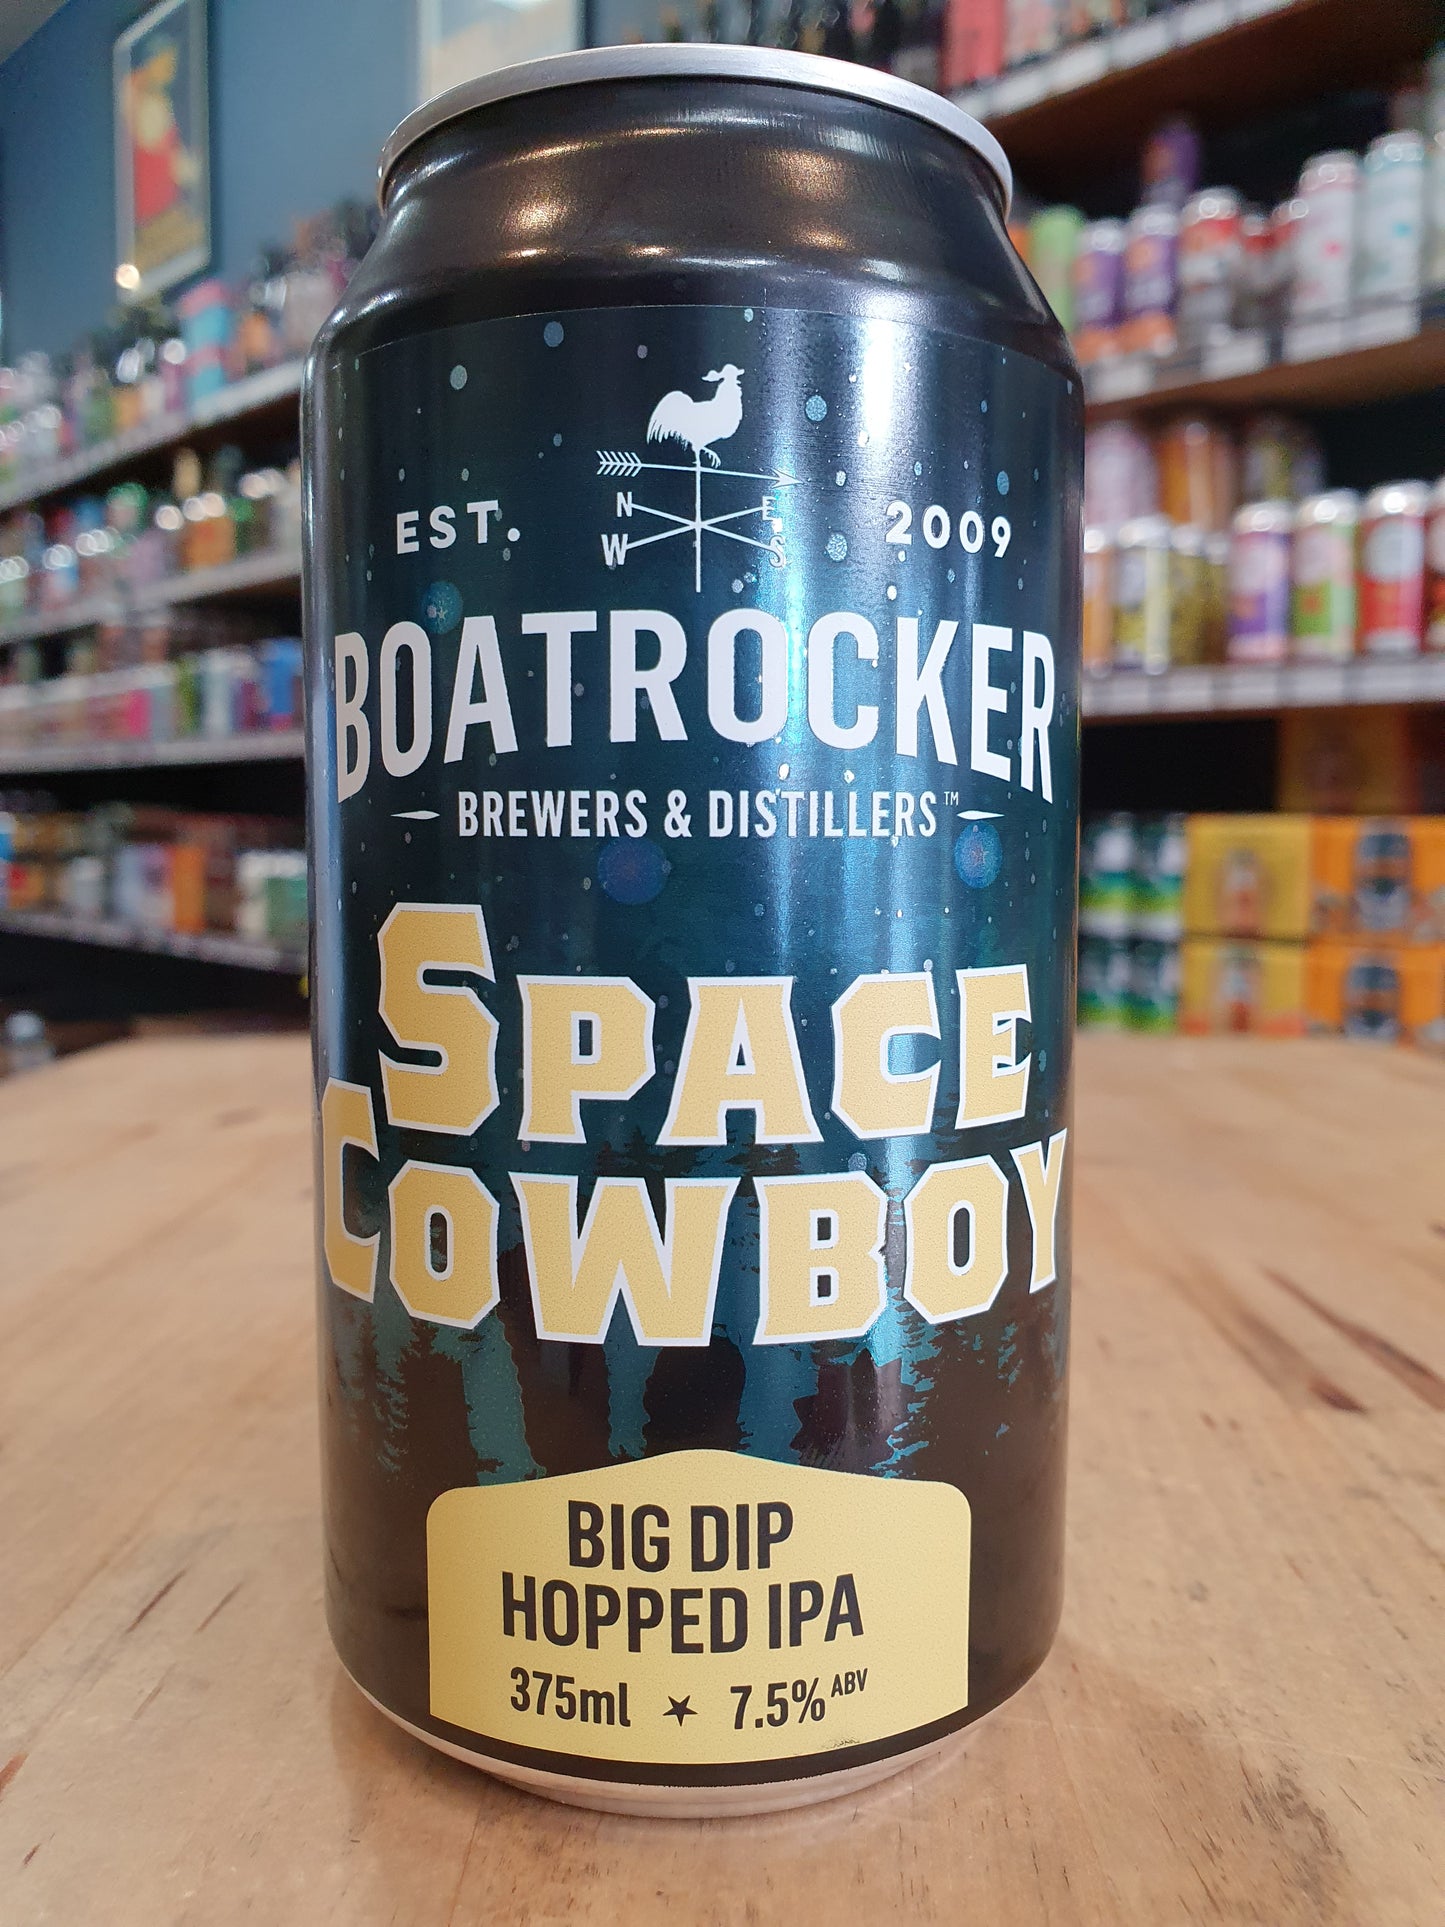 EST. 2009
N E
W S
BOATROCKER
BREWERS & DISTILLERS™
SPACE
COWBOY
BIG DIP
HOPPED IPA
375ml ★ 7.5% ABV